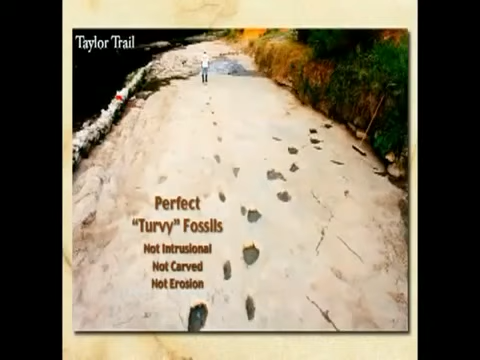 Taylor Trail
Perfect
"Turvy" Fossils
Not Intrusional
Not Carved
Not Erosion